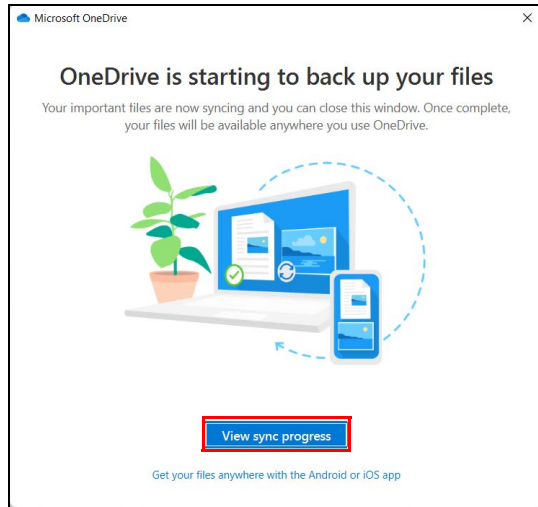 Microsoft OneDrive
OneDrive is starting to back up your files
Your important files are now syncing and you can close this window. Once complete,
your files will be available anywhere you use OneDrive.
View sync progress
Get your files anywhere with the Android or iOS app